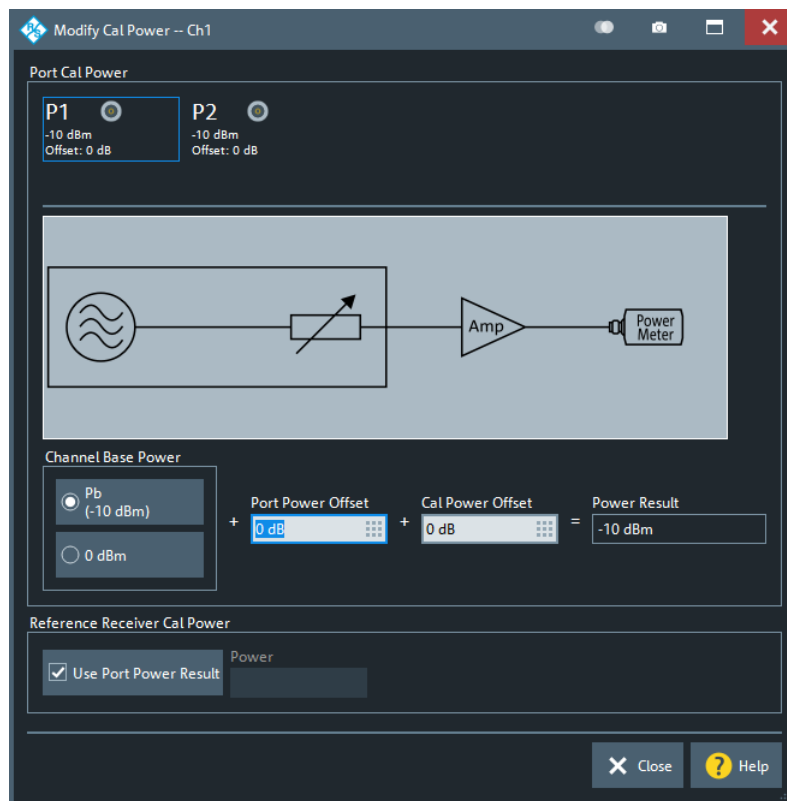 Modify Cal Power -- Ch1
Port Cal Power
P1
-10 dBm
Offset: 0 dB
P2
-10 dBm
Offset: 0 dB
Amp
Power
Meter
Channel Base Power
Pb
(-10 dBm)
0 dBm
+
Port Power Offset
0 dB
+
Cal Power Offset
0 dB
=
Power Result
-10 dBm
Reference Receiver Cal Power
Use Port Power Result
Power
Close
? Help